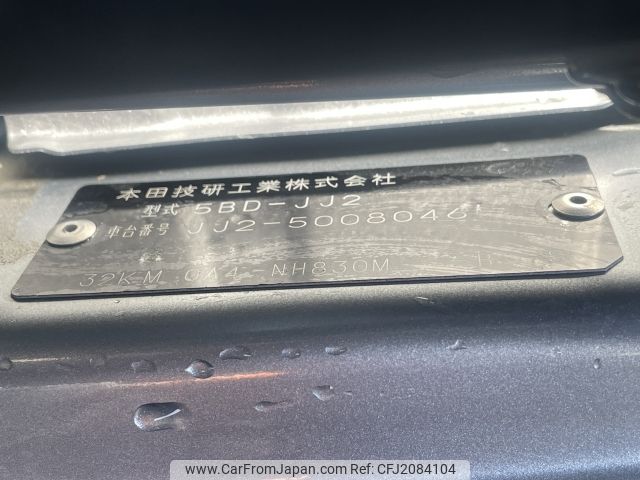 本田技研工業株式会社
型式 5BD-JJ2
車台番号 JJ2-5008046
32KM 0A4-NH830M
www.CarFromJapan.com | Ref No: CFJ2084104